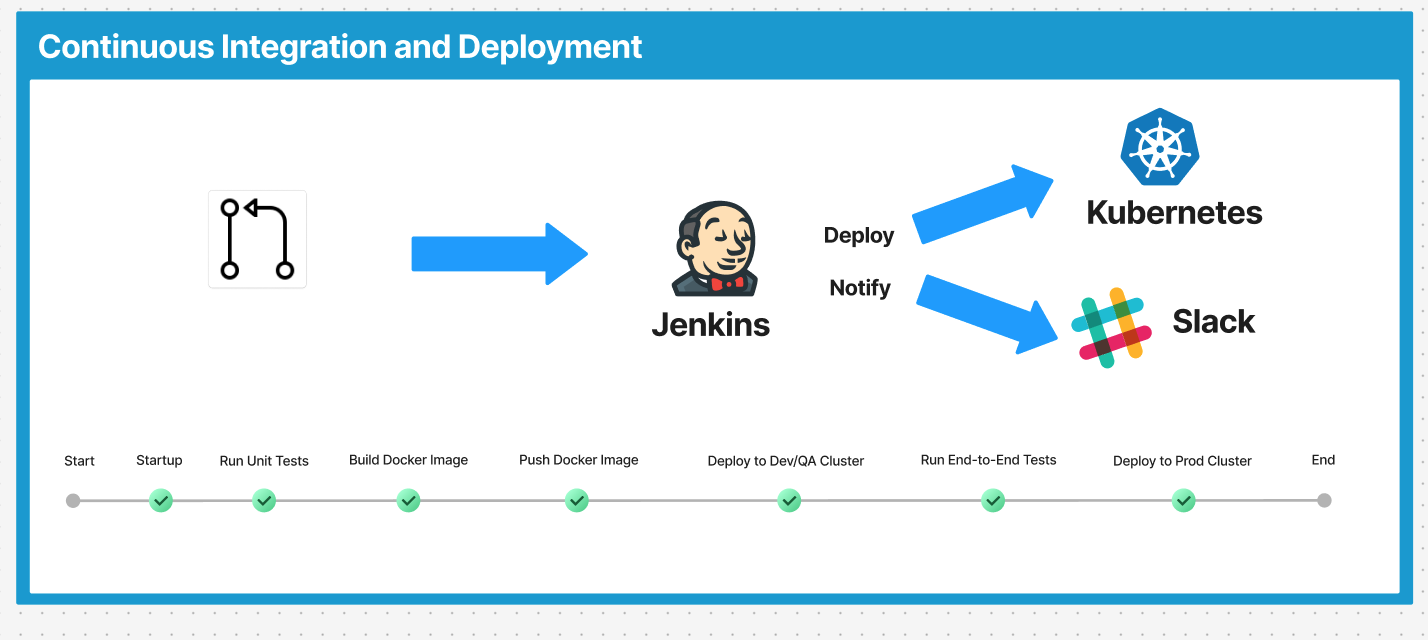 Continuous Integration and Deployment
Kubernetes
Deploy
Notify
Jenkins
Slack
Start
Startup
Run Unit Tests
Build Docker Image
Push Docker Image
Deploy to Dev/QA Cluster
Run End-to-End Tests
Deploy to Prod Cluster
End